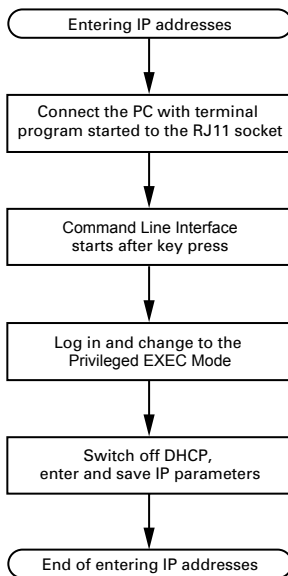 Entering IP addresses
Connect the PC with terminal
program started to the RJ11 socket
Command Line Interface
starts after key press
Log in and change to the
Privileged EXEC Mode
Switch off DHCP,
enter and save IP parameters
End of entering IP addresses